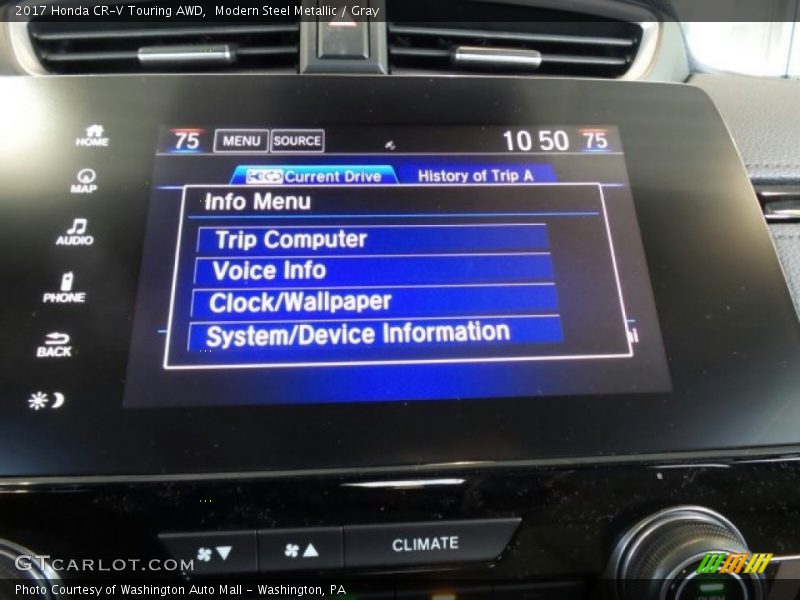 2017 Honda CR-V Touring AWD,  Modern Steel Metallic / Gray
75 MENU SOURCE 10 50 75
HOME
Current Drive History of Trip A
MAP
Info Menu
Trip Computer
AUDIO
Voice Info
PHONE
Clock/Wallpaper
System/Device Information
BACK
CLIMATE
GTCARLOT.COM
PUSH
Photo Courtesy of Washington Auto Mall - Washington, PA